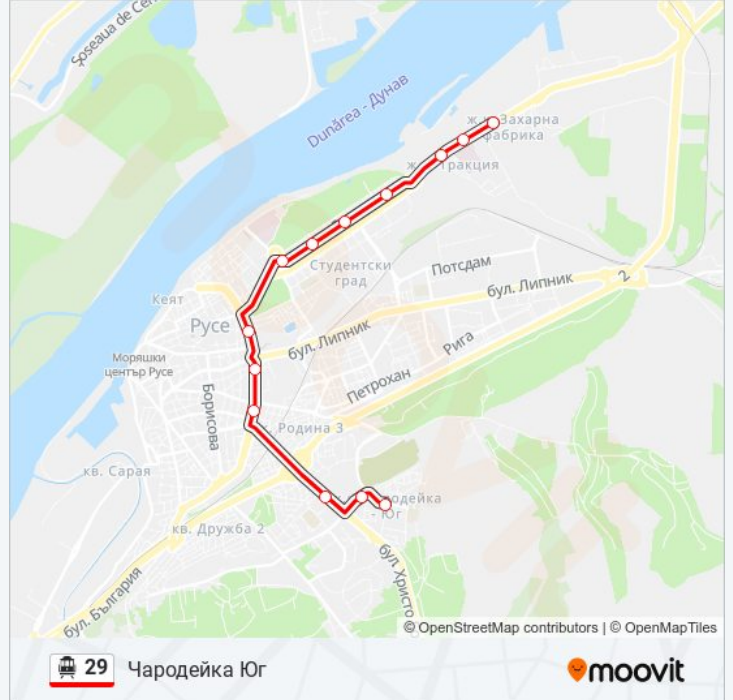 Şoseaua de Cen
Dunărea - Дунав
ж.к. Захарна
фабрика
Тракция
Студентски
град
Потсдам
бул. Липник
2
Кеят
Русе
бул. Липник
Моряшки
център Русе
Рига
Петрохан
Борисова
Родина 3
кв. Сарая
кв. Дружба 2
Юг
бул. Христо
бул. България
© OpenStreetMap contributors | © OpenMapTiles
29 Чародейка Юг
moovit